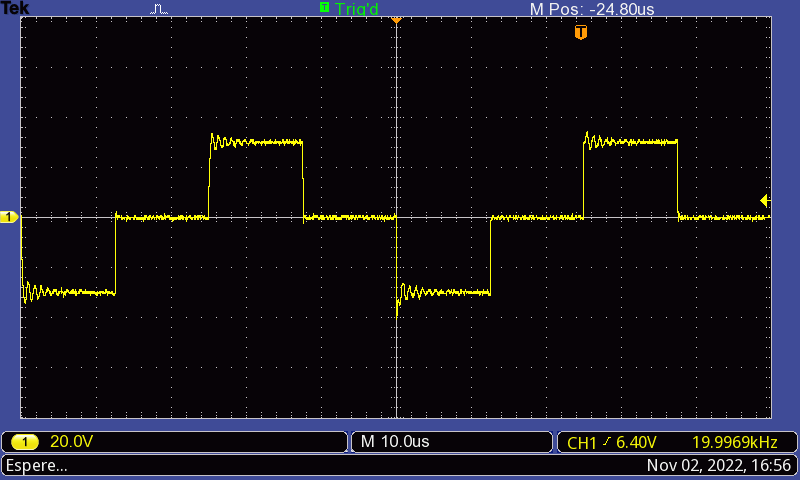 Tek T Trig'd M Pos: -24.80us
T
1
1 20.0V M 10.0us CH1 6.40V 19.9969kHz
Espere... Nov 02, 2022, 16:56